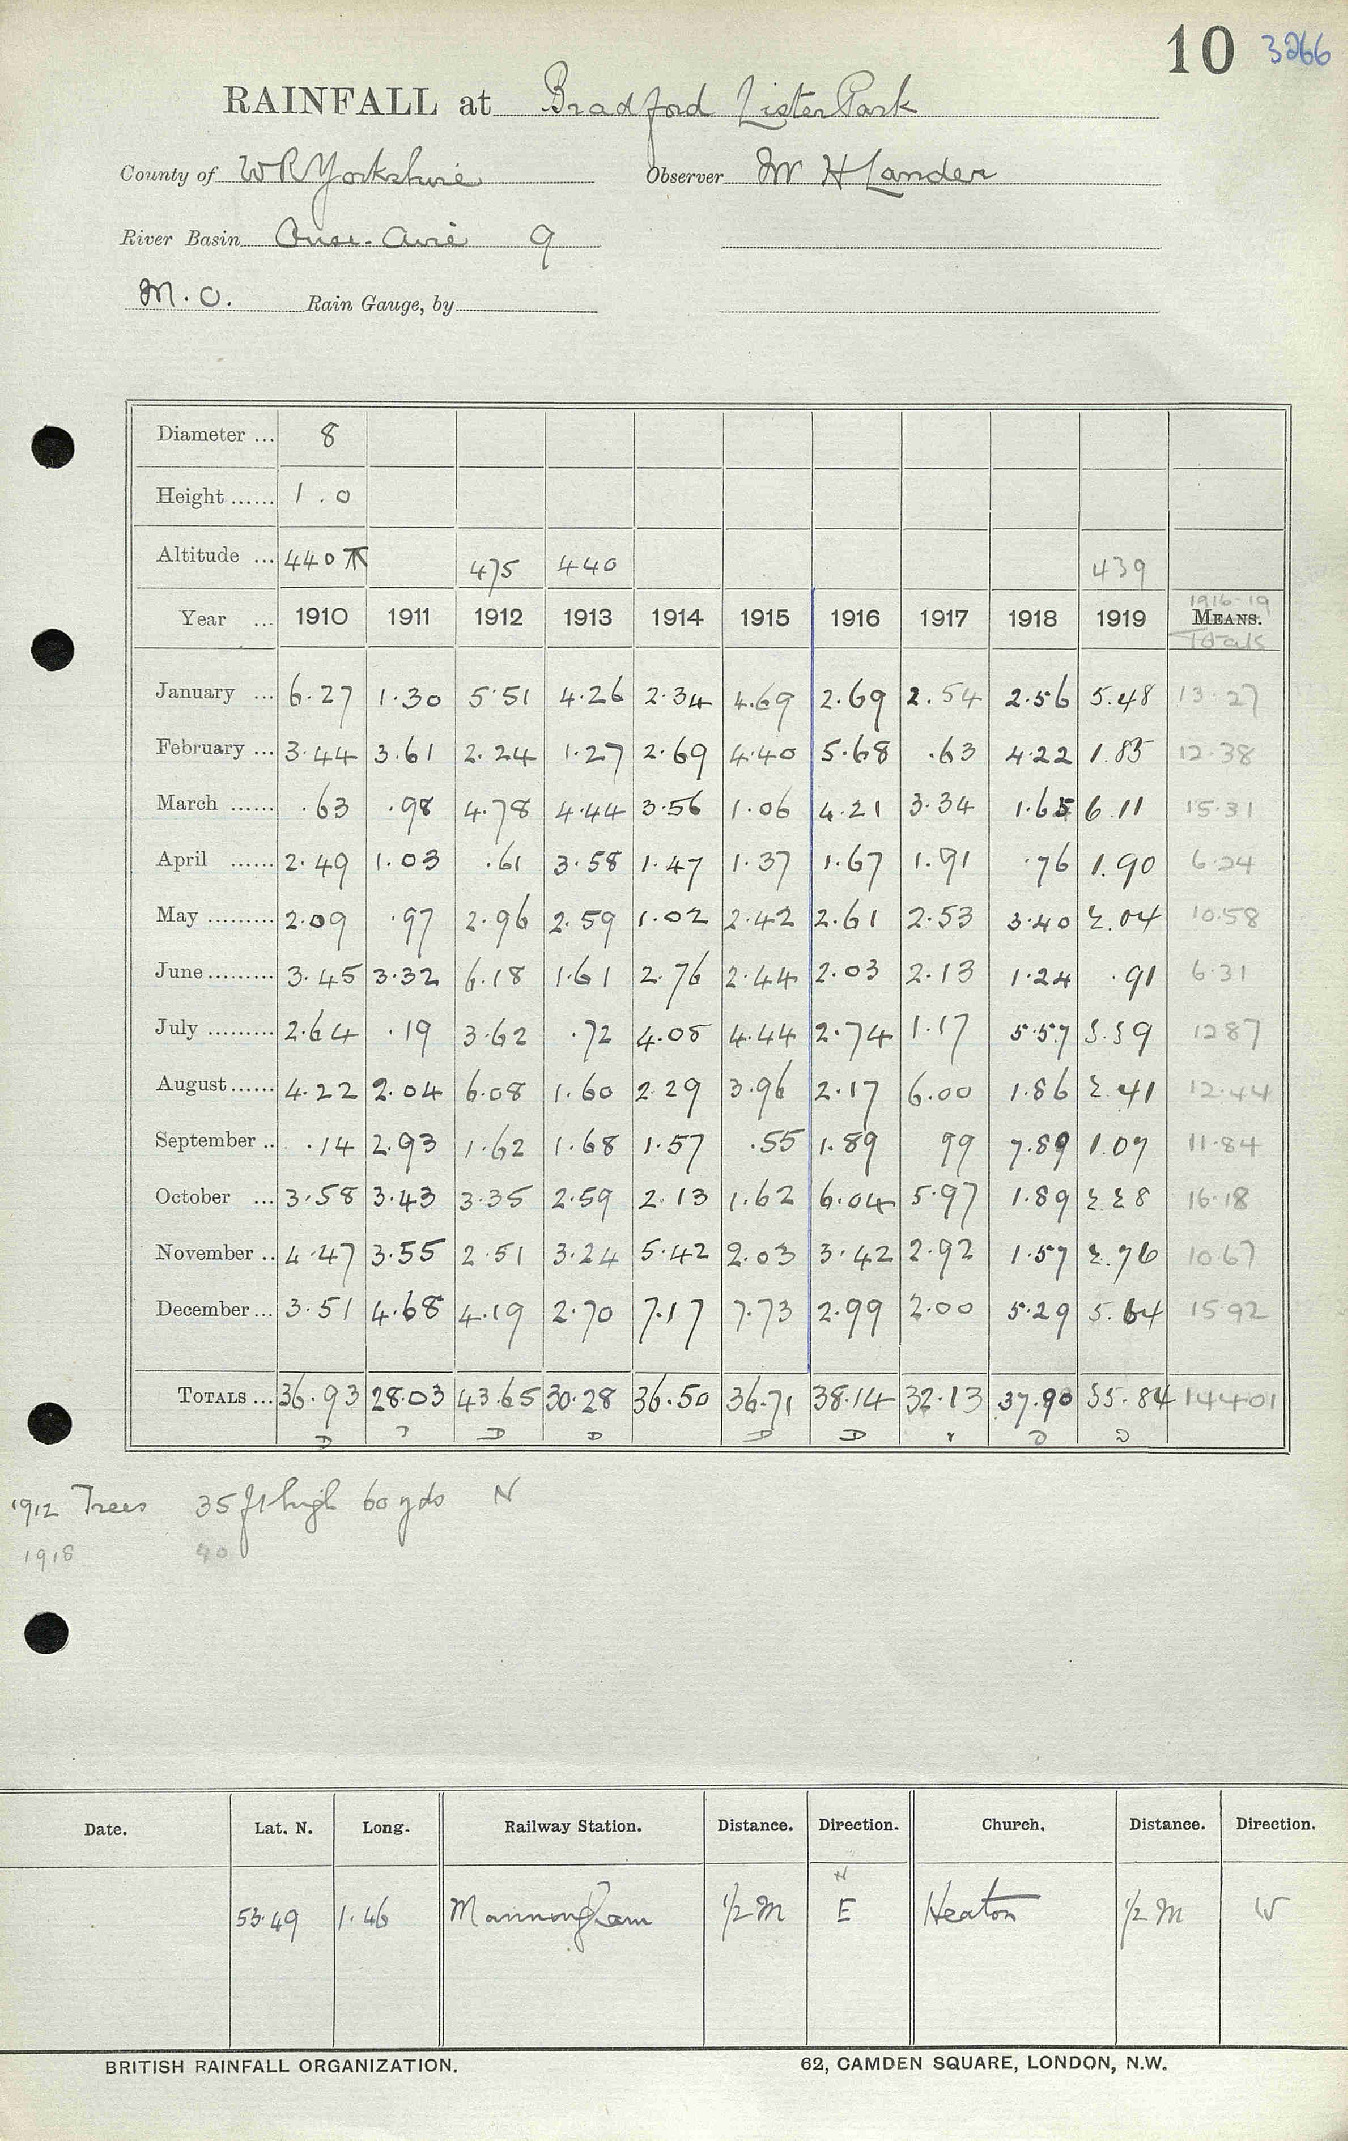 10 3266
RAINFALL at Bradford Lister Park
County of W R Yorkshire Observer Mr H Lander
River Basin Ouse-Aire 9
M.O. Rain Gauge, by
Diameter ... 8
Height ...... 1.0
Altitude ... 440 T 475 440 439
1916-19
Year ... 1910 1911 1912 1913 1914 1915 1916 1917 1918 1919 MEANS.
Totals
January ... 6.27 1.30 5.51 4.26 2.34 4.69 2.69 2.54 2.56 5.48 13.27
February ... 3.44 3.61 2.24 1.27 2.69 4.40 5.68 .63 4.22 1.85 12.38
March ...... .63 .98 4.78 4.44 3.56 1.06 4.21 3.34 1.65 6.11 15.31
April ...... 2.49 1.03 .61 3.58 1.47 1.37 1.67 1.91 .76 1.90 6.24
May ......... 2.09 .97 2.96 2.59 1.02 2.42 2.61 2.53 3.40 2.04 10.58
June ......... 3.45 3.32 6.18 1.61 2.76 2.44 2.03 2.13 1.24 .91 6.31
July ......... 2.64 .19 3.62 .72 4.08 4.44 2.74 1.17 5.57 3.39 12.87
August ...... 4.22 2.04 6.08 1.60 2.29 3.96 2.17 6.00 1.86 2.41 12.44
September .. .14 2.93 1.62 1.68 1.57 .55 1.89 99 7.89 1.07 11.84
October ... 3.58 3.43 3.35 2.59 2.13 1.62 6.04 5.97 1.89 2.28 16.18
November .. 4.47 3.55 2.51 3.24 5.42 2.03 3.42 2.92 1.57 2.76 10.67
December ... 3.51 4.68 4.19 2.70 7.17 7.73 2.99 2.00 5.29 5.64 15.92
TOTALS ... 36.93 28.03 43.65 30.28 36.50 36.71 38.14 32.13 37.90 35.84 144.01
1912 Trees 35 ft high 60 yds N
1918 40
Date. Lat. N. Long. Railway Station. Distance. Direction. Church. Distance. Direction.
N
53.49 1.46 Manningham 1/2 M E Heaton 1/2 M W
BRITISH RAINFALL ORGANIZATION. 62, CAMDEN SQUARE, LONDON, N.W.